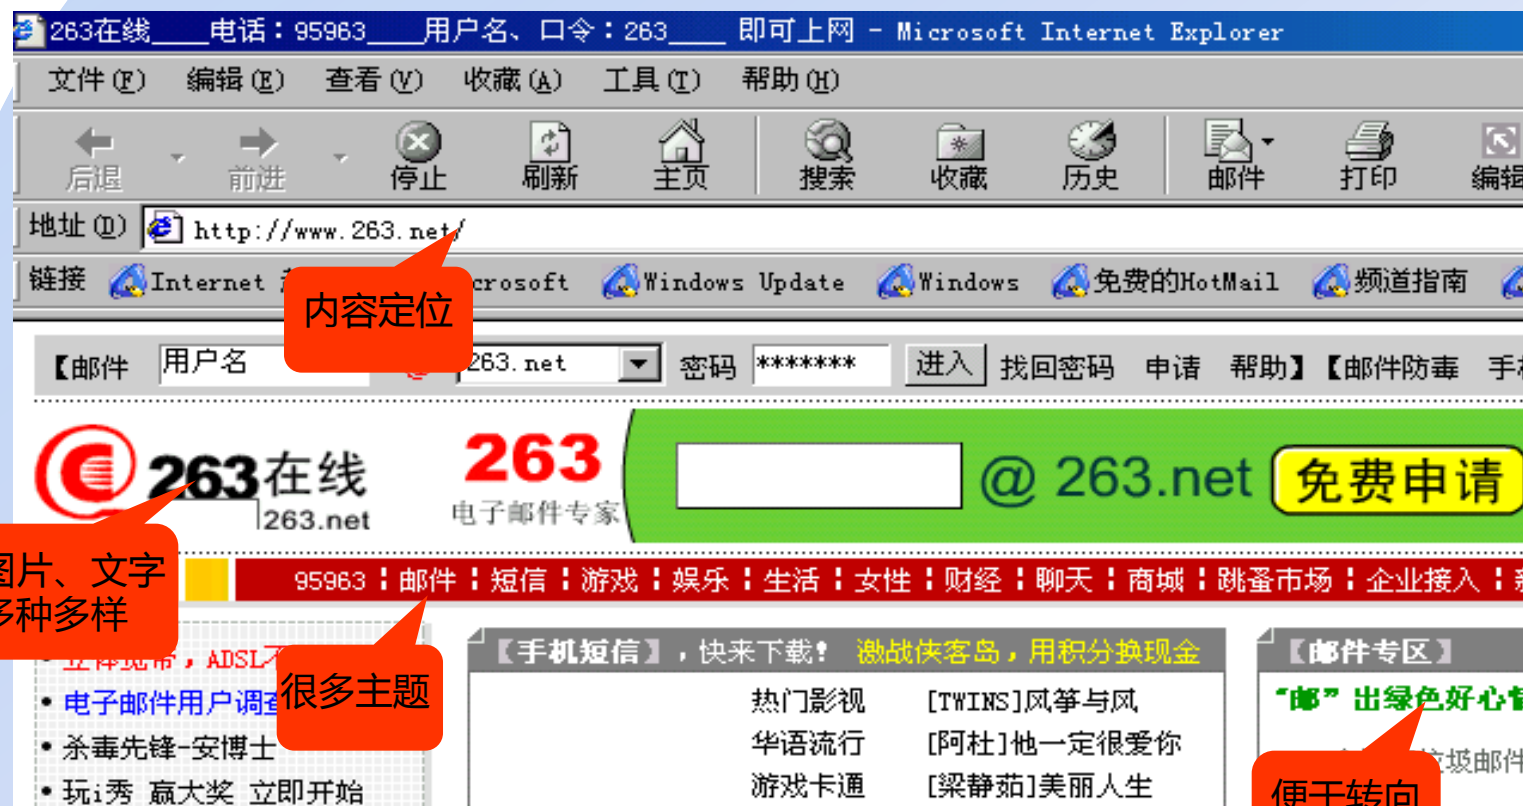 263在线____电话：95963____用户名、口令：263____ 即可上网 - Microsoft Internet Explorer
文件(F) 编辑(E) 查看(V) 收藏(A) 工具(T) 帮助(H)
后退 前进 停止 刷新 主页 搜索 收藏 历史 邮件 打印 编辑
地址(D) http://www.263.net/
链接 Internet crosoft Windows Update Windows 免费的HotMail 频道指南
内容定位
【邮件 用户名 @ 263.net 密码 ******* 进入 找回密码 申请 帮助】【邮件防毒
263在线 263 @ 263.net 免费申请
263.net 电子邮件专家
图片、文字
多种多样
95963 邮件 短信 游戏 娱乐 生活 女性 财经 聊天 商城 跳蚤市场 企业接入
【手机短信】，快来下载！ 激战侠客岛，用积分换现金 【邮件专区】
，ADSL
很多主题
• 电子邮件用户调查 热门影视 [TWINS]风筝与风 “邮”出绿色好心
• 杀毒先锋-安博士 华语流行 [阿杜]他一定很爱你 垃圾邮件
• 玩i秀 赢大奖 立即开始 游戏卡通 [梁静茹]美丽人生
便于转向